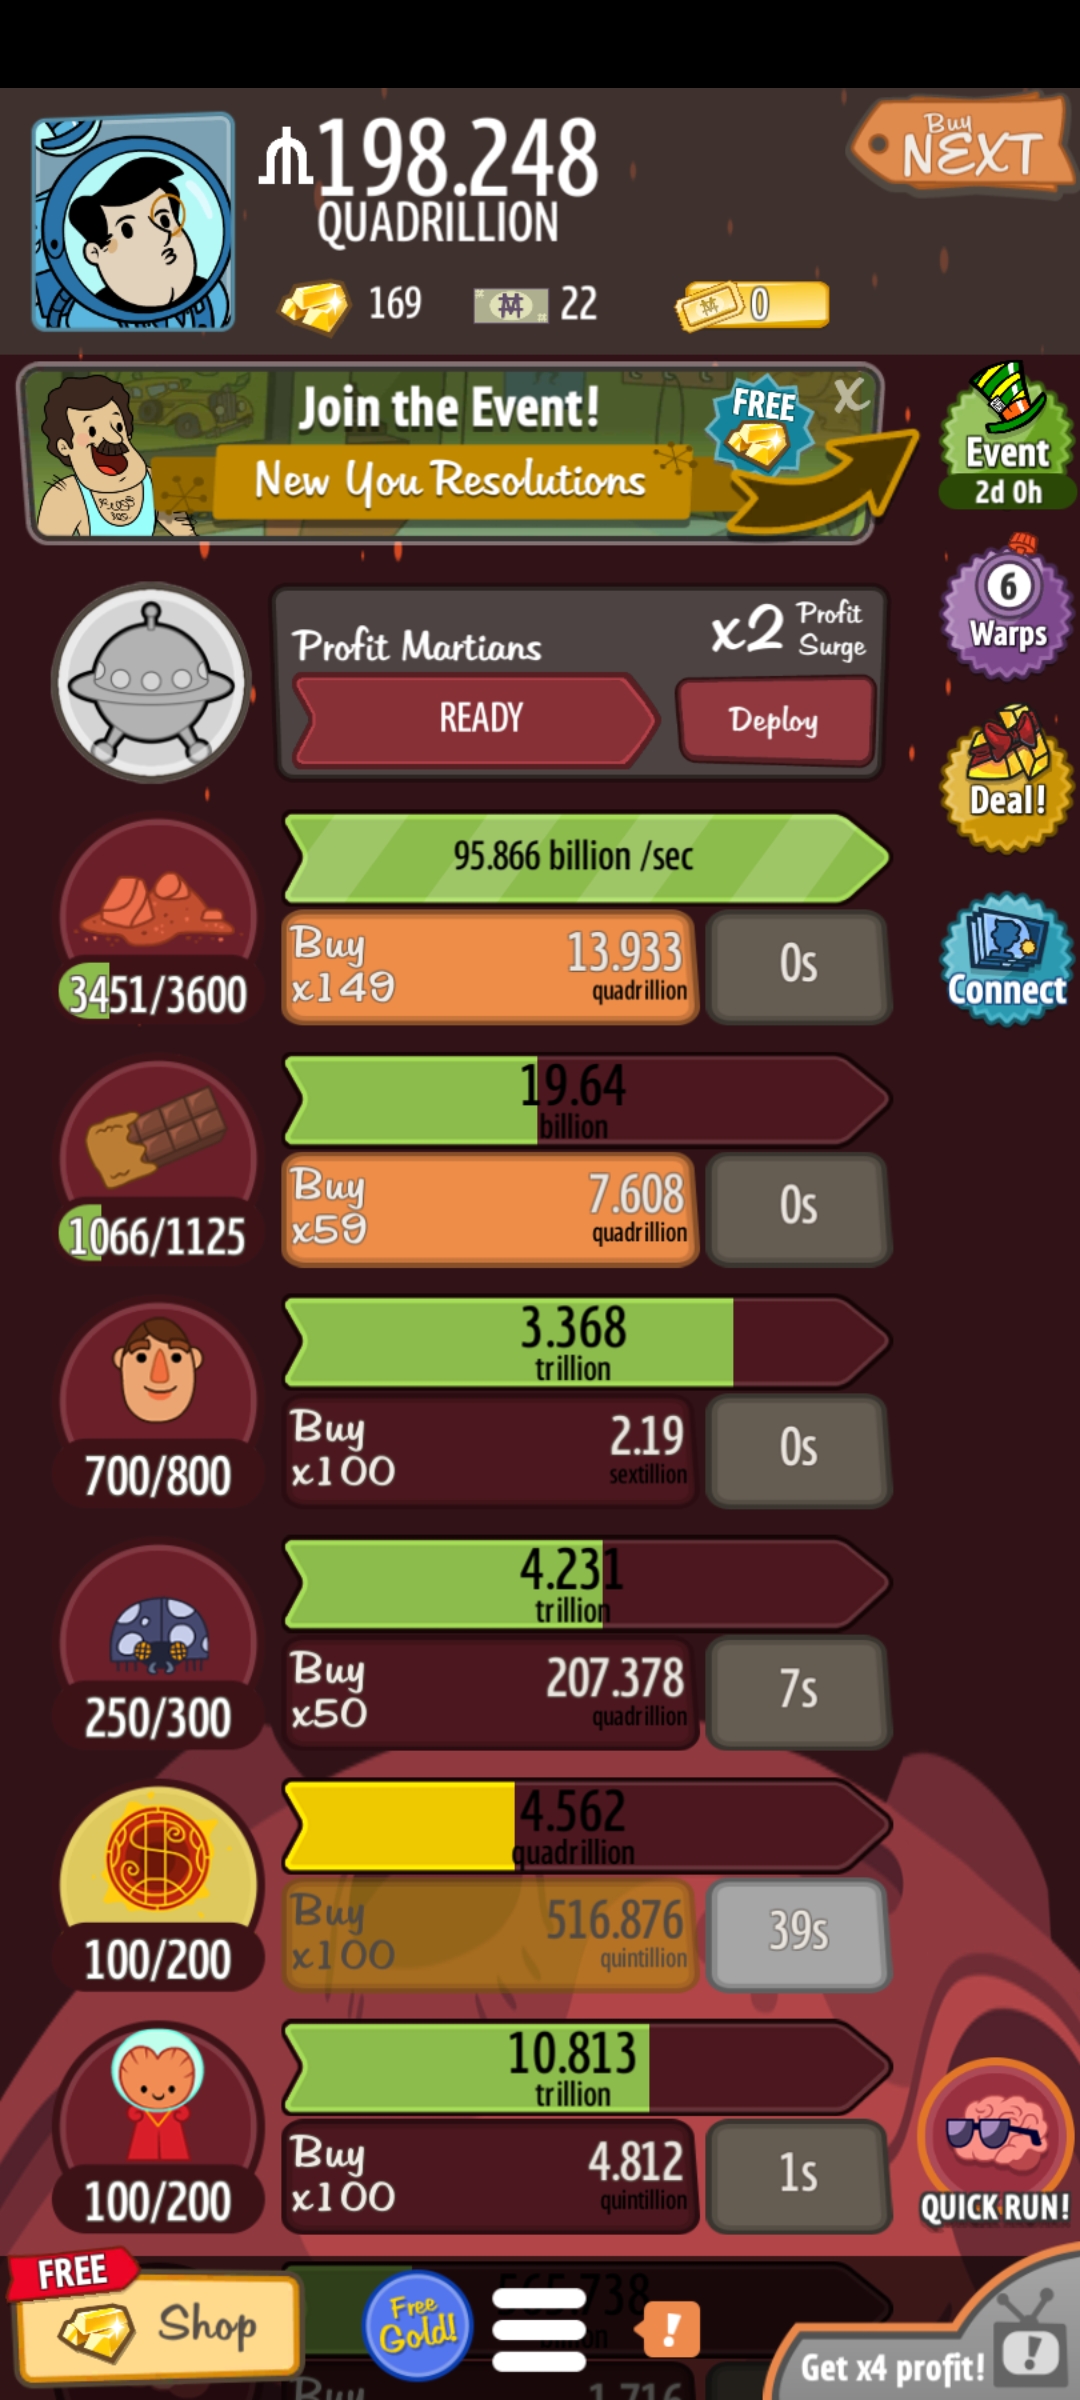 198.248
QUADRILLION
Buy
NEXT
169
22
0
Join the Event!
FREE
X
New You Resolutions
Event
2d 0h
6
Warps
Profit Martians
x2 Profit
Surge
READY
Deploy
Deal!
95.866 billion /sec
Buy
x149
13.933
quadrillion
0s
3451/3600
Connect
19.64
billion
Buy
x59
7.608
quadrillion
0s
1066/1125
3.368
trillion
Buy
x100
2.19
sextillion
0s
700/800
4.231
trillion
Buy
x50
207.378
quadrillion
7s
250/300
4.562
quadrillion
Buy
x100
516.876
quintillion
39s
100/200
10.813
trillion
Buy
x100
4.812
quintillion
1s
100/200
QUICK RUN!
FREE
Shop
Free
Gold!
!
Get x4 profit!
!
Buy
1.716